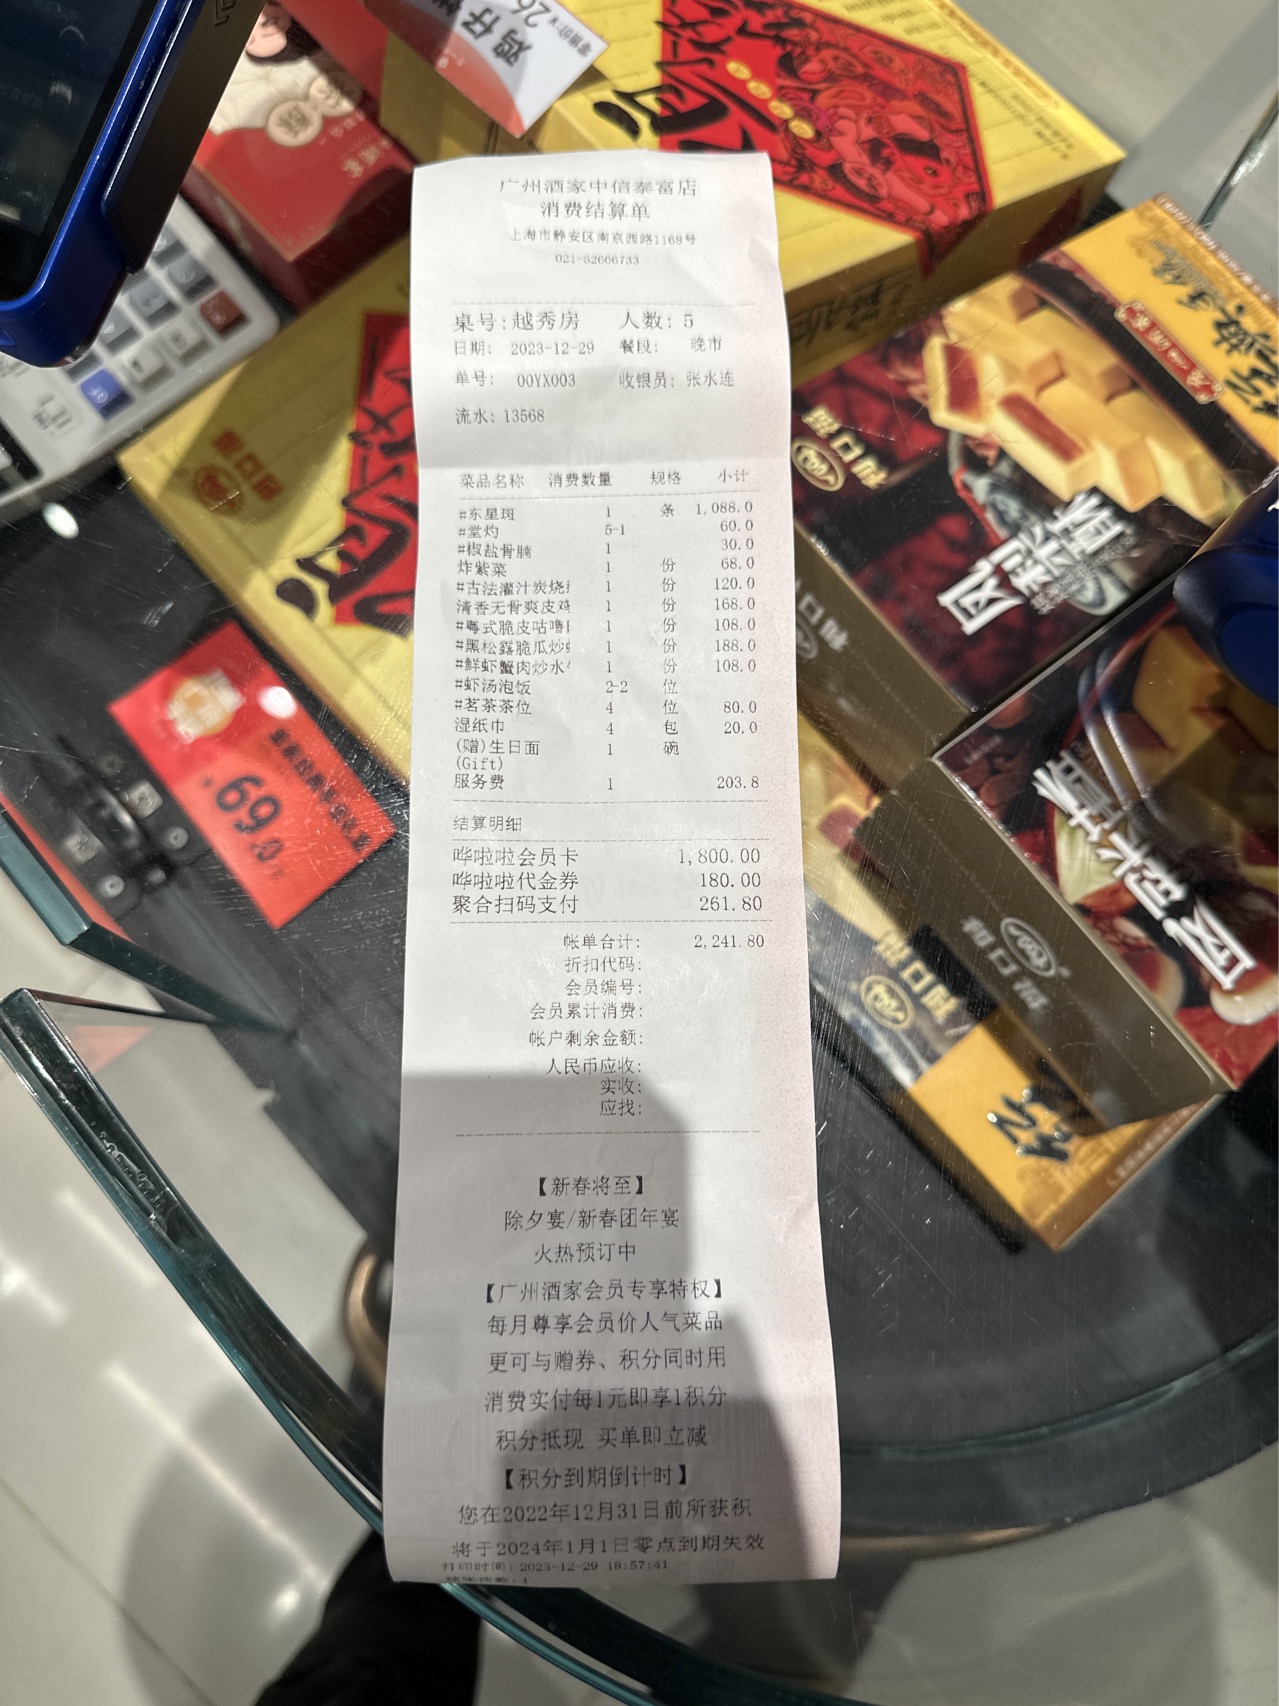 广州酒家中信泰富店
消费结算单
上海市静安区南京西路1168号
021-52666733
桌号:越秀房 人数: 5
日期: 2023-12-29 餐段: 晚市
单号: 00YX003 收银员: 张水连
流水: 13568
菜品名称 消费数量 规格 小计
#东星斑 1 条 1,088.0
#堂灼 5-1 60.0
#椒盐骨腩 1 30.0
炸紫菜 1 份 68.0
#古法灌汁炭烧 1 份 120.0
清香无骨爽皮鸡 1 份 168.0
#粤式脆皮咕噜 1 份 108.0
#黑松露脆瓜炒 1 份 188.0
#鲜虾蟹肉炒水 1 份 108.0
#虾汤泡饭 2-2 位
#茗茶茶位 4 位 80.0
湿纸巾 4 包 20.0
(赠)生日面 1 碗
(Gift)
服务费 1 203.8
结算明细
哗啦啦会员卡 1,800.00
哗啦啦代金券 180.00
聚合扫码支付 261.80
帐单合计: 2,241.80
折扣代码:
会员编号:
会员累计消费:
帐户剩余金额:
人民币应收:
实收:
应找:
【新春将至】
除夕宴/新春团年宴
火热预订中
【广州酒家会员专享特权】
每月尊享会员价人气菜品
更可与赠券、积分同时用
消费实付每1元即享1积分
积分抵现 买单即立减
【积分到期倒计时】
您在2022年12月31日前所获积
将于2024年1月1日零点到期失效
打印时间: 2023-12-29 18:57:41
鸡仔
26
利口福
利口福
利口福
利口福
利口福
69